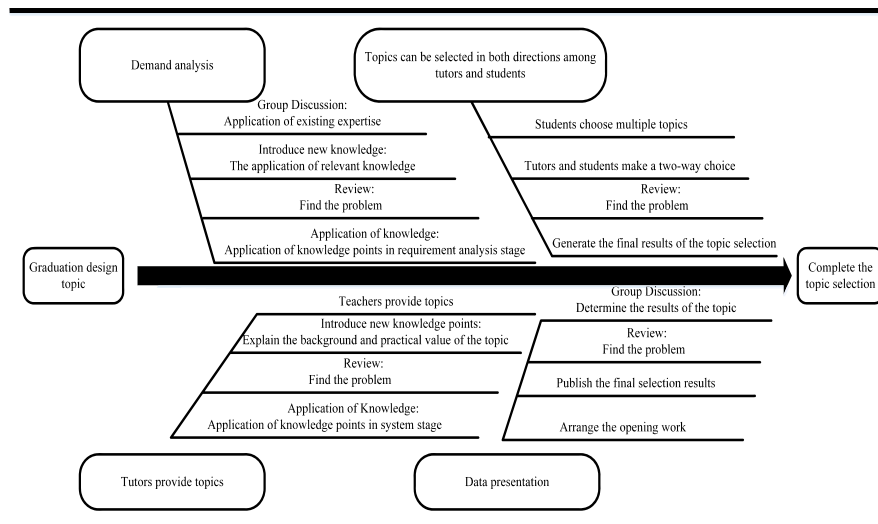 Demand analysis
Topics can be selected in both directions among
tutors and students
Group Discussion:
Application of existing expertise
Introduce new knowledge:
The application of relevant knowledge
Review:
Find the problem
Application of knowledge:
Application of knowledge points in requirement analysis stage
Students choose multiple topics
Tutors and students make a two-way choice
Review:
Find the problem
Generate the final results of the topic selection
Graduation design
topic
Complete the
topic selection
Teachers provide topics
Introduce new knowledge points:
Explain the background and practical value of the topic
Review:
Find the problem
Application of Knowledge:
Application of knowledge points in system stage
Group Discussion:
Determine the results of the topic
Review:
Find the problem
Publish the final selection results
Arrange the opening work
Tutors provide topics
Data presentation